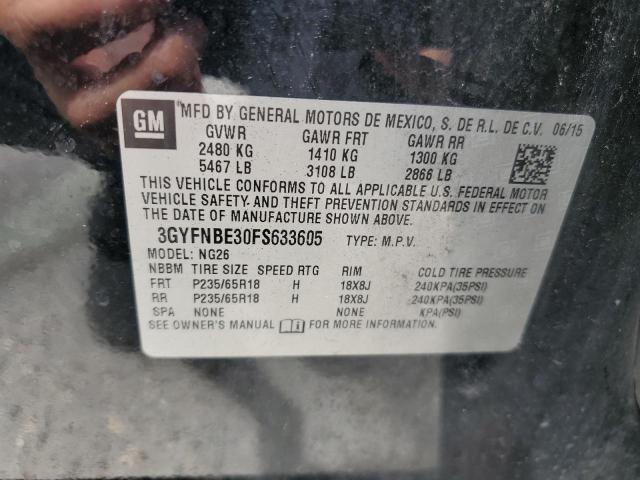 GM
MFD BY GENERAL MOTORS DE MEXICO, S. DE R.L. DE C.V. 06/15
GVWR GAWR FRT GAWR RR
2480 KG 1410 KG 1300 KG
5467 LB 3108 LB 2866 LB
THIS VEHICLE CONFORMS TO ALL APPLICABLE U.S. FEDERAL MOTOR
VEHICLE SAFETY AND THEFT PREVENTION STANDARDS IN EFFECT ON
THE DATE OF MANUFACTURE SHOWN ABOVE.
3GYFNBE30FS633605 TYPE: M.P.V.
MODEL: NG26
NBBM TIRE SIZE SPEED RTG RIM COLD TIRE PRESSURE
FRT P235/65R18 H 18X8J 240KPA(35PSI)
RR P235/65R18 H 18X8J 240KPA(35PSI)
SPA NONE NONE KPA(PSI)
SEE OWNER'S MANUAL FOR MORE INFORMATION.